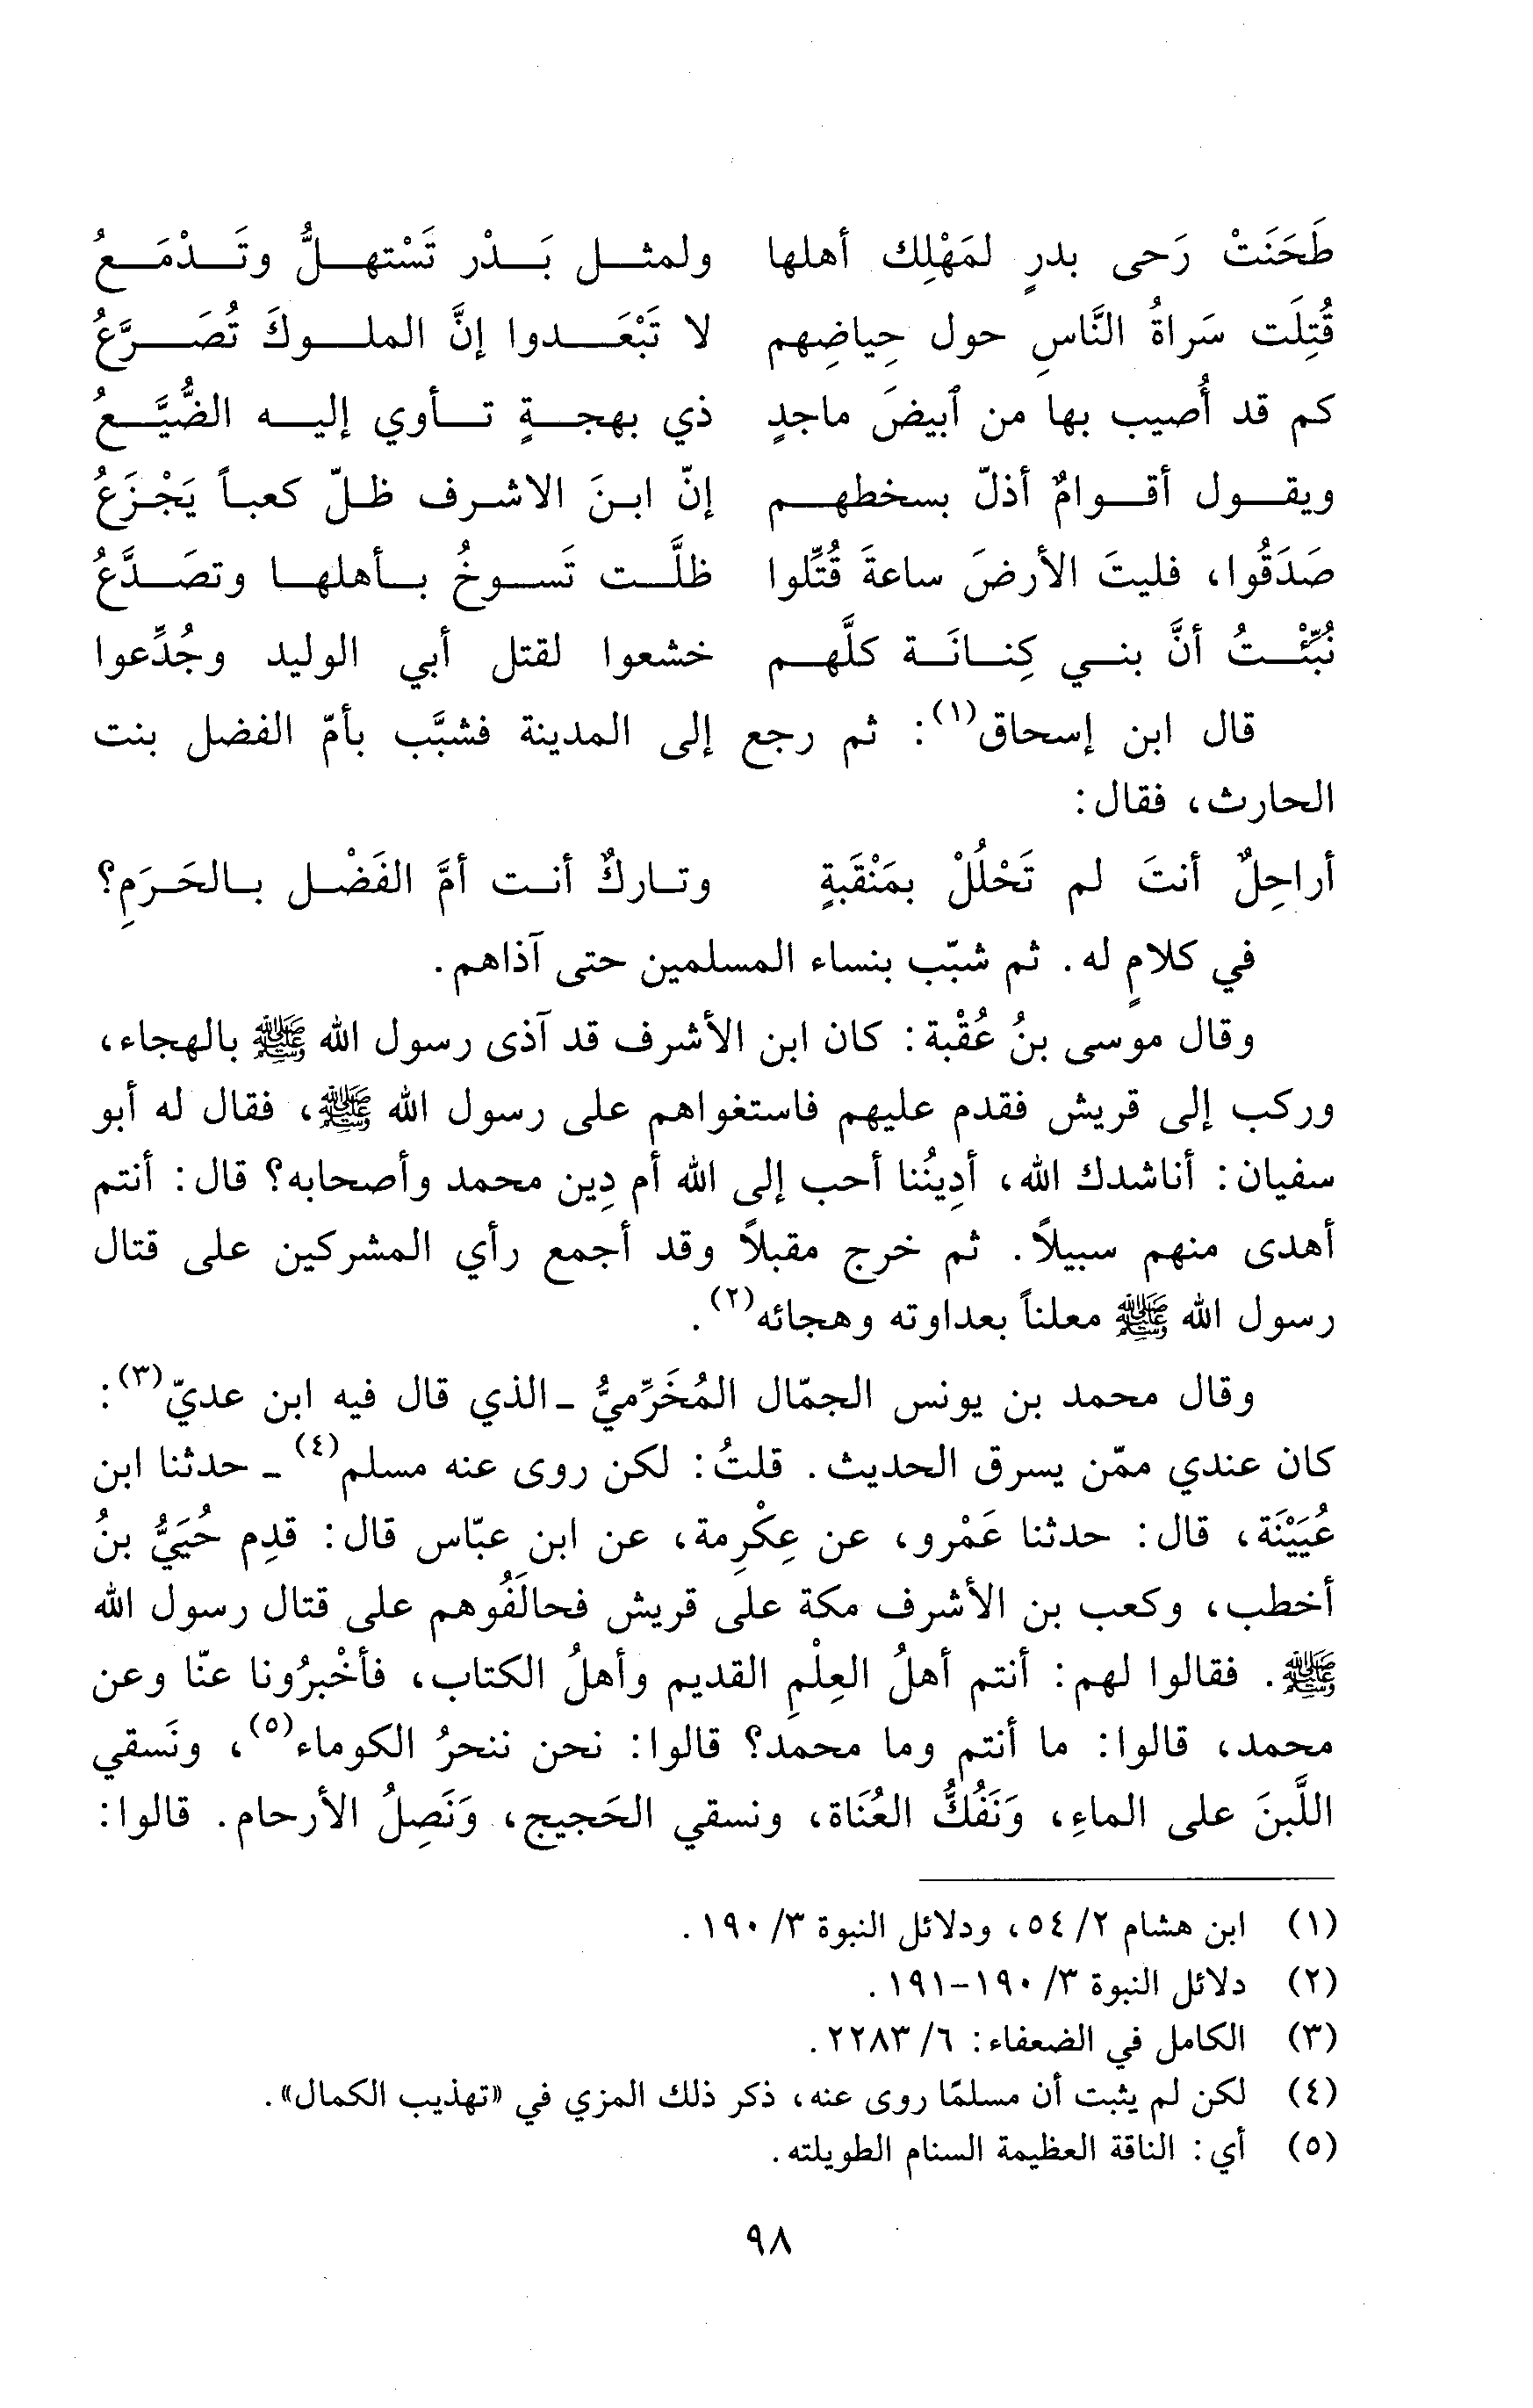 طَحَنَتْ رَحى بدرٍ لمَهْلِك أهلها ولمثل بَدْر تَسْتهلُّ وتَدْمَعُ
قُتِلَت سَراةُ النَّاسِ حول حِياضِهم لا تَبْعَدوا إنَّ الملوكَ تُصَرَّعُ
كم قد أُصيب بها من أبيضَ ماجدٍ ذي بهجةٍ تأوي إليه الضُّيَّعُ
ويقول أقوامٌ أذلّ بسخطهم إنّ ابنَ الاشرف ظلّ كعباً يَجْزَعُ
صَدَقُوا، فليتَ الأرضَ ساعةَ قُتِّلوا ظلَّت تَسوخُ بأهلها وتصَدَّعُ
نُبِّئْتُ أنَّ بني كِنانَة كلَّهم خشعوا لقتل أبي الوليد وجُدِّعوا
قال ابن إسحاق(١): ثم رجع إلى المدينة فشبَّب بأمّ الفضل بنت
الحارث، فقال:
أراحِلٌ أنتَ لم تَحْلُلْ بمَنْقَبةٍ وتاركٌ أنت أمَّ الفَضْل بالحَرَمِ؟
في كلامٍ له. ثم شبّب بنساء المسلمين حتى آذاهم.
وقال موسى بنُ عُقْبة: كان ابن الأشرف قد آذى رسول الله ﷺ بالهجاء،
وركب إلى قريش فقدم عليهم فاستغواهم على رسول الله ﷺ، فقال له أبو
سفيان: أناشدك الله، أدِينُنا أحب إلى الله أم دِين محمد وأصحابه؟ قال: أنتم
أهدى منهم سبيلاً. ثم خرج مقبلاً وقد أجمع رأي المشركين على قتال
رسول الله ﷺ معلناً بعداوته وهجائه(٢).
وقال محمد بن يونس الجمّال المُخَرِّميُّ ـ الذي قال فيه ابن عديّ(٣):
كان عندي ممّن يسرق الحديث. قلتُ: لكن روى عنه مسلم(٤) ـ حدثنا ابن
عُيَيْنَة، قال: حدثنا عَمْرو، عن عِكْرِمة، عن ابن عبّاس قال: قدِم حُيَيُّ بنُ
أخطب، وكعب بن الأشرف مكة على قريش فحالَفُوهم على قتال رسول الله
ﷺ. فقالوا لهم: أنتم أهلُ العِلْمِ القديم وأهلُ الكتاب، فأخْبرُونا عنّا وعن
محمد، قالوا: ما أنتم وما محمد؟ قالوا: نحن ننحرُ الكوماء(٥)، ونَسقي
اللَّبنَ على الماءِ، وَنَفُكُّ العُنَاة، ونسقي الحَجيج، وَنَصِلُ الأرحام. قالوا:
(١) ابن هشام ٢/ ٥٤، ودلائل النبوة ٣/ ١٩٠.
(٢) دلائل النبوة ٣/ ١٩٠-١٩١.
(٣) الكامل في الضعفاء: ٦/ ٢٢٨٣.
(٤) لكن لم يثبت أن مسلمًا روى عنه، ذكر ذلك المزي في «تهذيب الكمال».
(٥) أي: الناقة العظيمة السنام الطويلته.
٩٨